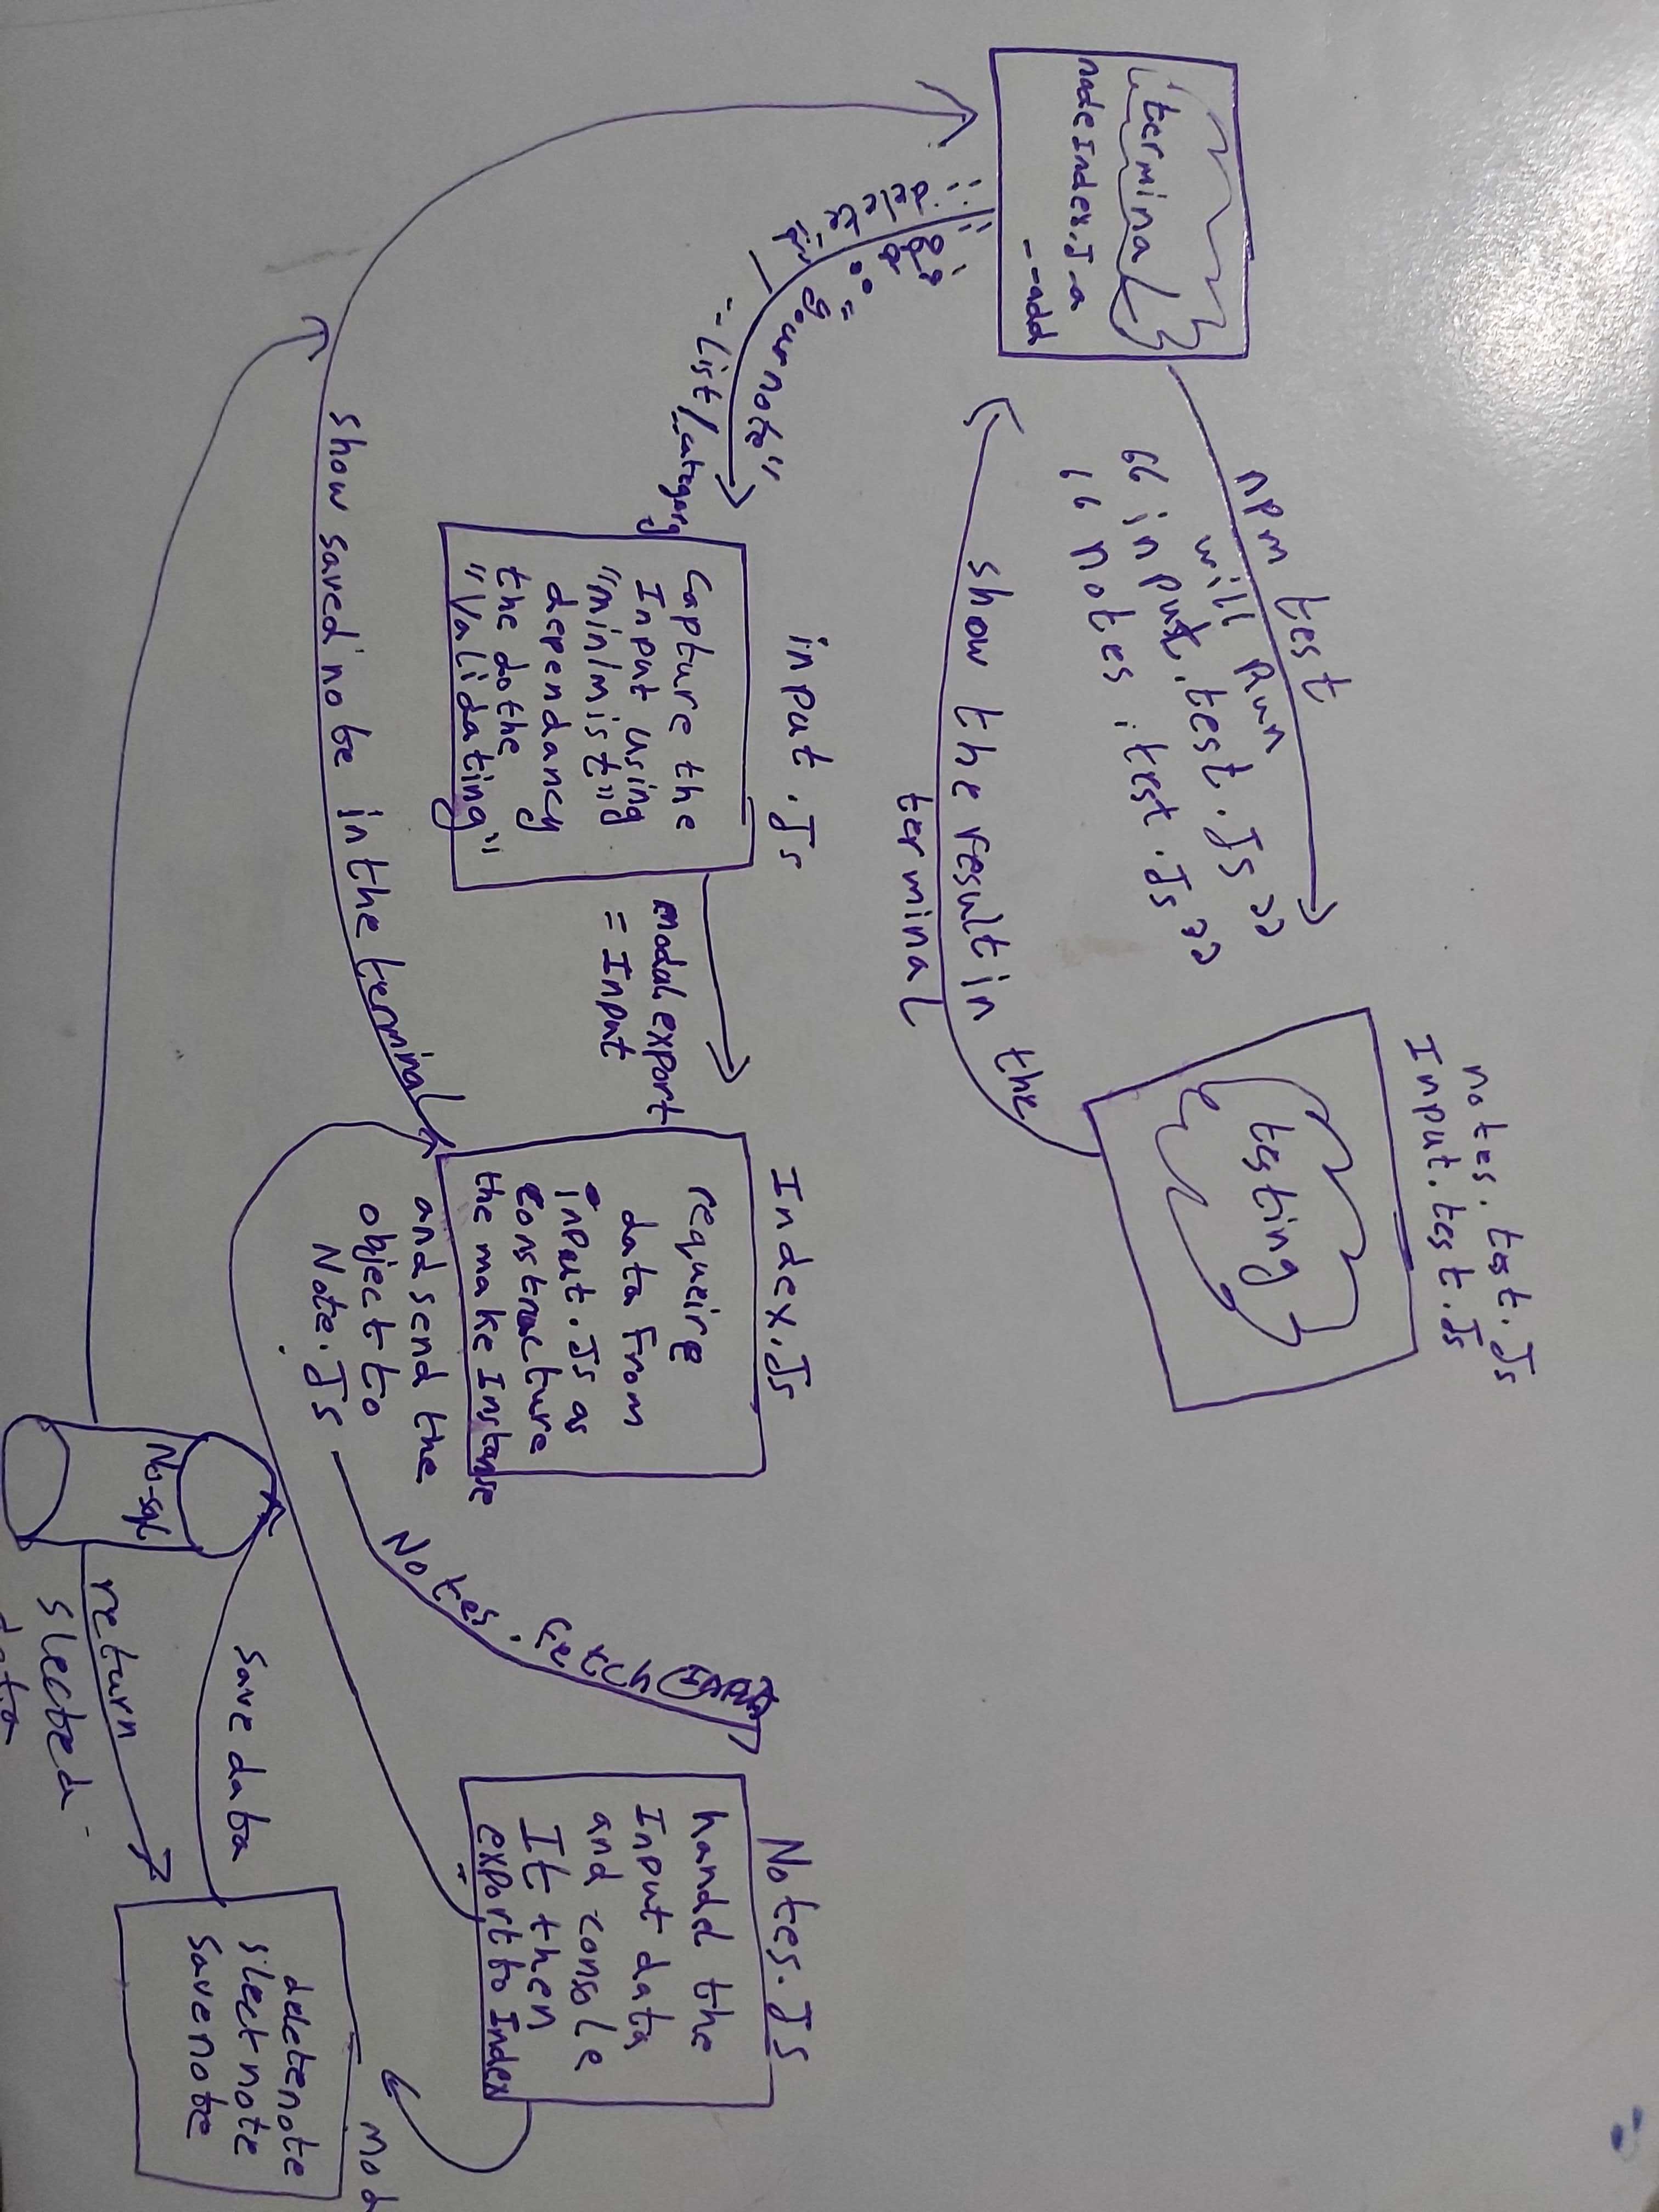 notes.test.Js
Input.test.Js
testing
npm test
will Run
“input.test.Js”
“notes.test.Js”
terminal
node Index.J -a
--add
show the result in the
terminal
-a
--add: "your note"
--delete "id"
--List/--category
input.Js
Capture the
Input using
"minimist"
dependancy
the do the
"Validating"
modal export
= Input
Index.Js
requeire
data From
input.Js as
constracture
the make Instanse
and send the
object to
Note.JS
Notes.fetch
Notes.JS
handel the
Input data
and console
It then
export to Index
show saved note in the terminal
mod
deletenote
slect note
save note
save data
No-sql
return
slected
data